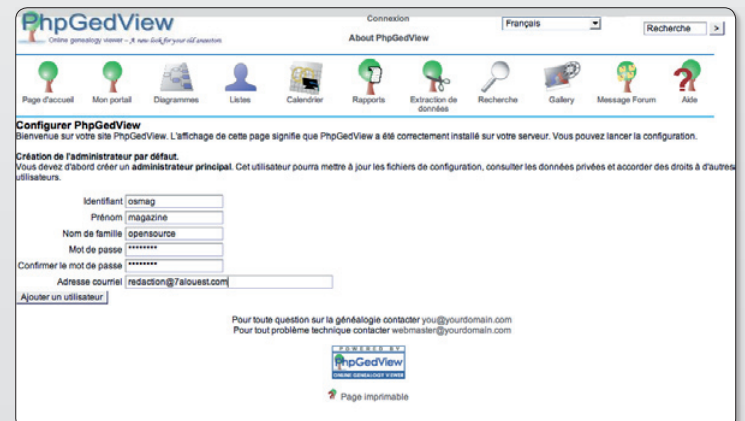 PhpGedView
Online genealogy viewer - A new look for your old ancestors
Connexion
About PhpGedView
Français
Recherche >
Page d'accueil
Mon portail
Diagrammes
Listes
Calendrier
Rapports
Extraction de données
Recherche
Gallery
Message Forum
Aide
Configurer PhpGedView
Bienvenue sur votre site PhpGedView. L'affichage de cette page signifie que PhpGedView a été correctement installé sur votre serveur. Vous pouvez lancer la configuration.
Création de l'administrateur par défaut.
Vous devez d'abord créer un administrateur principal. Cet utilisateur pourra mettre à jour les fichiers de configuration, consulter les données privées et accorder des droits à d'autres
utilisateurs.
Identifiant osmag
Prénom magazine
Nom de famille opensource
Mot de passe ********
Confirmer le mot de passe ********
Adresse courriel redaction@7alouest.com
Ajouter un utilisateur
Pour toute question sur la généalogie contacter you@yourdomain.com
Pour tout problème technique contacter webmaster@yourdomain.com
POWERED BY
PhpGedView
ONLINE GENEALOGY VIEWER
Page imprimable